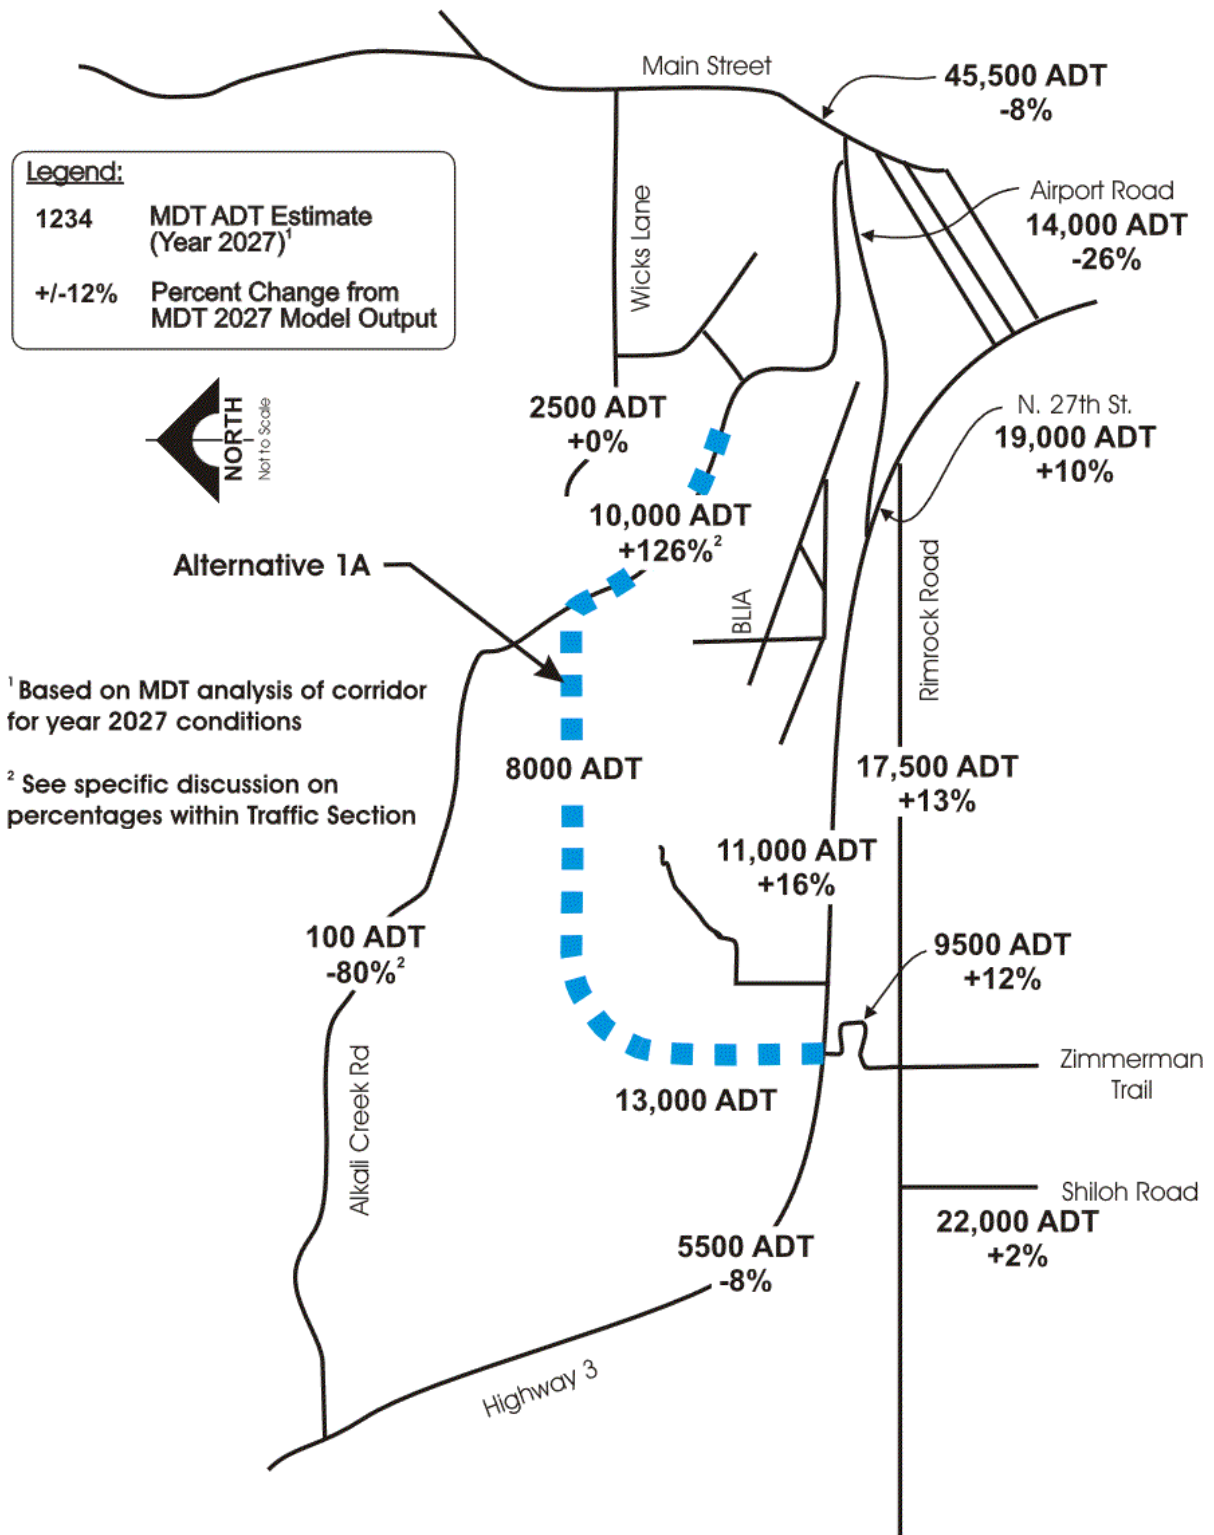 Main Street
45,500 ADT
-8%
Legend:
1234 MDT ADT Estimate
(Year 2027)¹
+/-12% Percent Change from
MDT 2027 Model Output
Wicks Lane
Airport Road
14,000 ADT
-26%
NORTH
Not to Scale
2500 ADT
+0%
N. 27th St.
19,000 ADT
+10%
10,000 ADT
+126%²
Alternative 1A
BLIA
Rimrock Road
¹ Based on MDT analysis of corridor
for year 2027 conditions
² See specific discussion on
percentages within Traffic Section
8000 ADT
17,500 ADT
+13%
11,000 ADT
+16%
100 ADT
-80%²
9500 ADT
+12%
Alkali Creek Rd
Zimmerman
Trail
13,000 ADT
Shiloh Road
22,000 ADT
+2%
5500 ADT
-8%
Highway 3